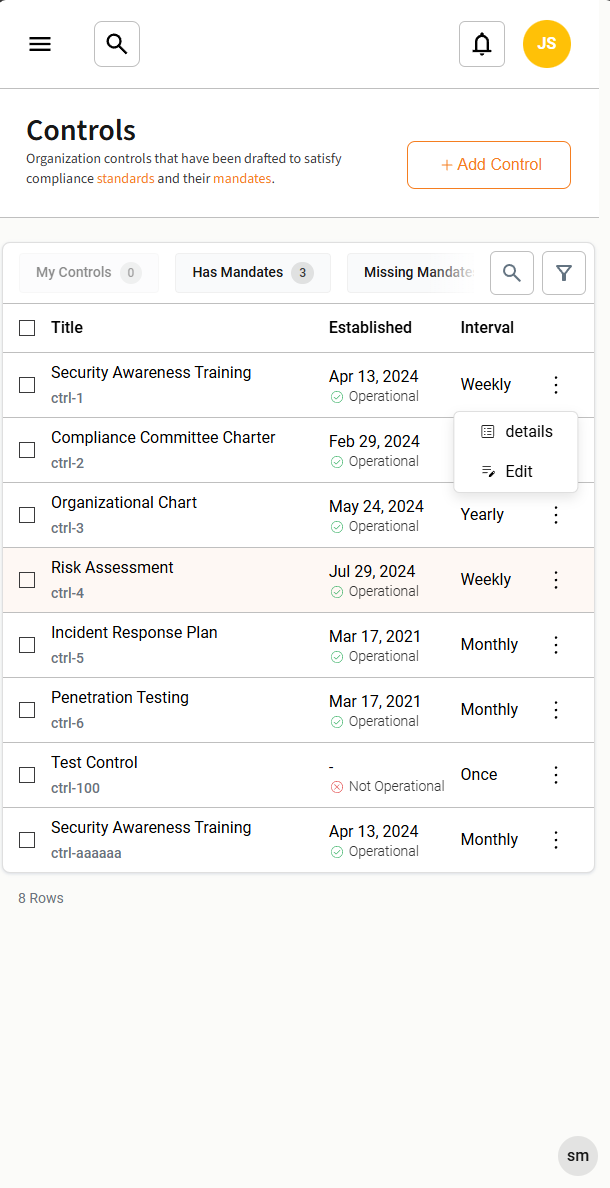 JS
Controls
Organization controls that have been drafted to satisfy
compliance standards and their mandates.
+ Add Control
My Controls 0
Has Mandates 3
Missing Mandate
Title Established Interval
Security Awareness Training
ctrl-1
Apr 13, 2024
Operational
Weekly
details
Edit
Compliance Committee Charter
ctrl-2
Feb 29, 2024
Operational
Organizational Chart
ctrl-3
May 24, 2024
Operational
Yearly
Risk Assessment
ctrl-4
Jul 29, 2024
Operational
Weekly
Incident Response Plan
ctrl-5
Mar 17, 2021
Operational
Monthly
Penetration Testing
ctrl-6
Mar 17, 2021
Operational
Monthly
Test Control
ctrl-100
-
Not Operational
Once
Security Awareness Training
ctrl-aaaaaa
Apr 13, 2024
Operational
Monthly
8 Rows
sm